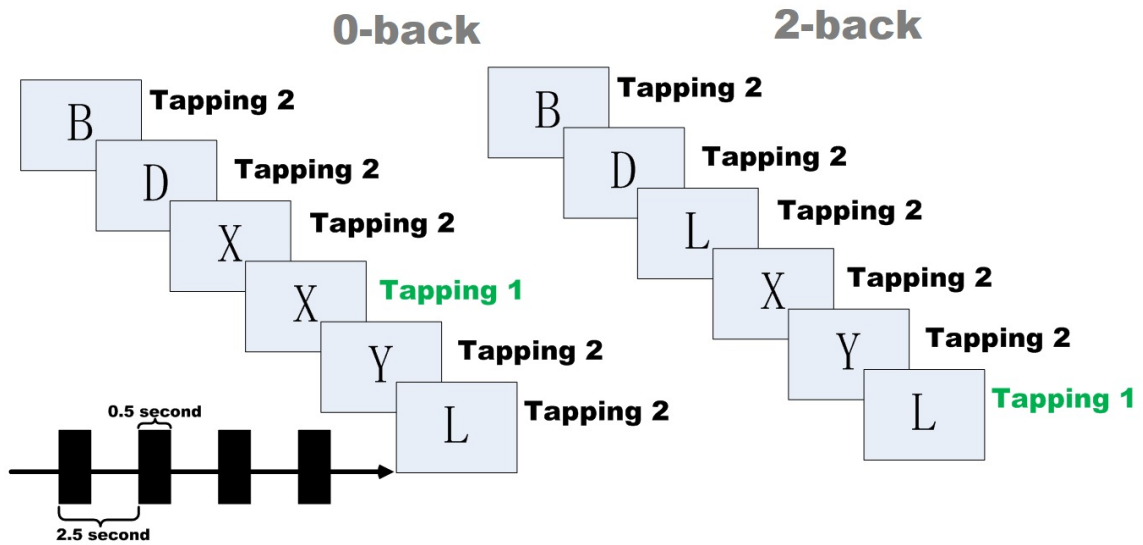 0-back
B
Tapping 2
D
Tapping 2
X
Tapping 2
X
Tapping 1
Y
Tapping 2
L
Tapping 2
0.5 second
2.5 second
2-back
B
Tapping 2
D
Tapping 2
L
Tapping 2
X
Tapping 2
Y
Tapping 2
L
Tapping 1